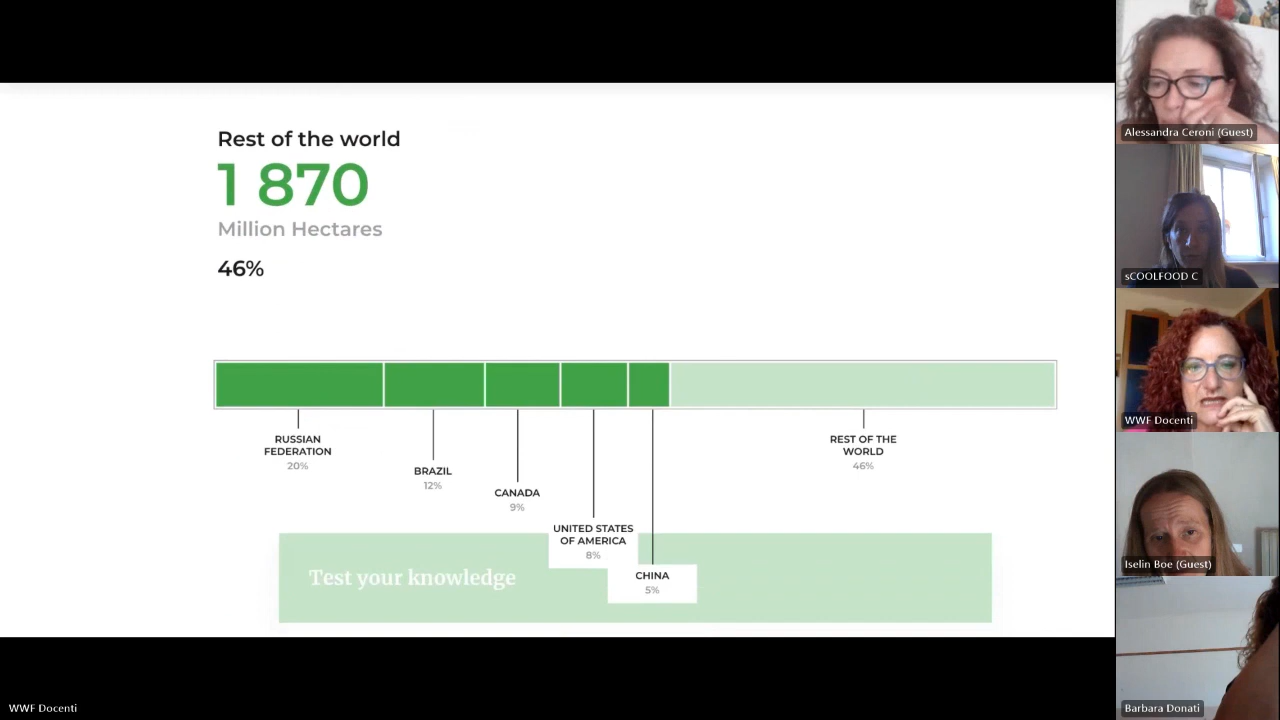 Rest of the world
1 870
Million Hectares
46%
RUSSIAN
FEDERATION
20%
BRAZIL
12%
CANADA
9%
UNITED STATES
OF AMERICA
8%
CHINA
5%
REST OF THE
WORLD
46%
Test your knowledge
Alessandra Ceroni (Guest)
sCOOLFOOD C
WWF Docenti
Iselin Boe (Guest)
Barbara Donati
WWF Docenti